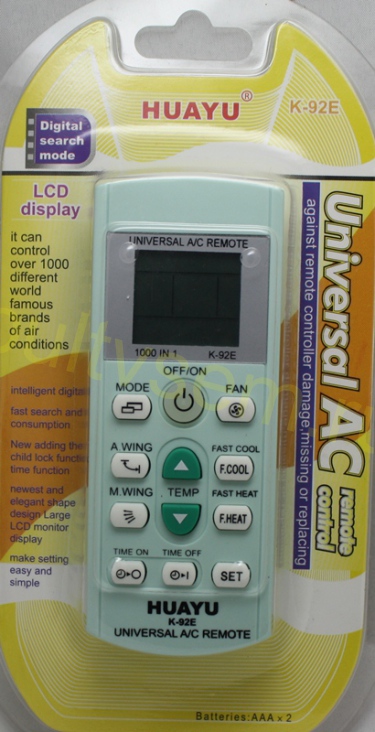 HUAYU®
K-92E
Digital
search
mode
LCD
display
it can
control
over 1000
different
world
famous
brands
of air
conditions
intelligent digital
fast search and
consumption
New adding the
child lock functi
time function
newest and
elegant shape
design Large
LCD monitor
display
make setting
easy and
simple
Universal AC
remote
control
against remote controller damage,missing or replacing
UNIVERSAL A/C REMOTE
1000 IN 1 K-92E
OFF/ON
MODE FAN
A.WING FAST COOL
F.COOL
M.WING TEMP FAST HEAT
F.HEAT
TIME ON TIME OFF
SET
HUAYU
K-92E
UNIVERSAL A/C REMOTE
Batteries:AAA x 2